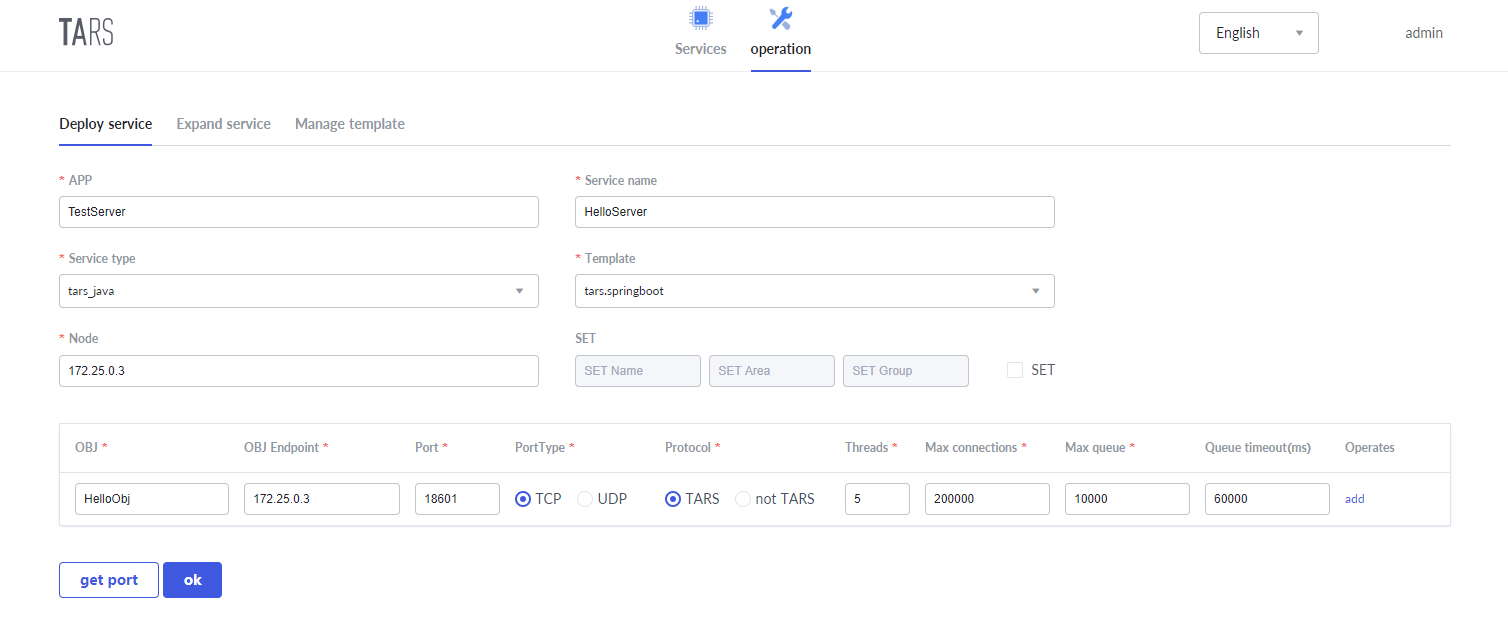 TARS
Services
operation
English
admin
Deploy service Expand service Manage template
* APP
* Service name
TestServer
HelloServer
* Service type
* Template
tars_java
tars.springboot
* Node
SET
172.25.0.3
SET Name SET Area SET Group SET
OBJ * OBJ Endpoint * Port * PortType * Protocol * Threads * Max connections * Max queue * Queue timeout(ms) Operates
HelloObj 172.25.0.3 18601 TCP UDP TARS not TARS 5 200000 10000 60000 add
get port ok